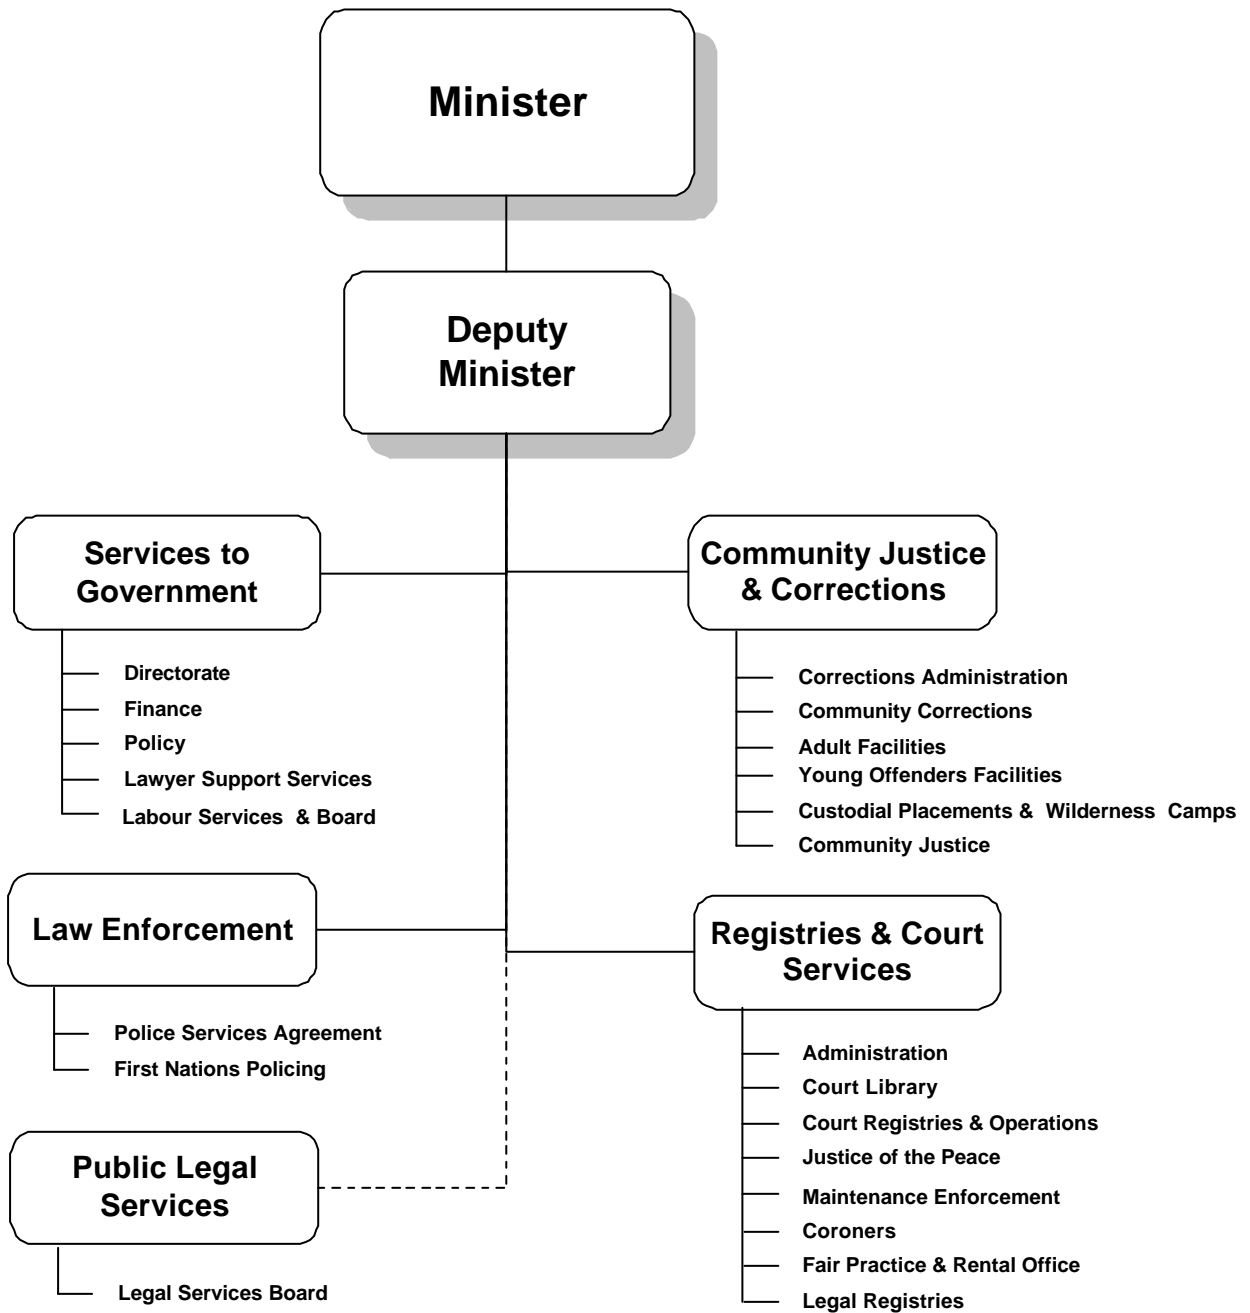 Minister
Deputy
Minister
Services to
Government
Directorate
Finance
Policy
Lawyer Support Services
Labour Services & Board
Community Justice
& Corrections
Corrections Administration
Community Corrections
Adult Facilities
Young Offenders Facilities
Custodial Placements & Wilderness Camps
Community Justice
Law Enforcement
Police Services Agreement
First Nations Policing
Registries & Court
Services
Administration
Court Library
Court Registries & Operations
Justice of the Peace
Maintenance Enforcement
Coroners
Fair Practice & Rental Office
Legal Registries
Public Legal
Services
Legal Services Board